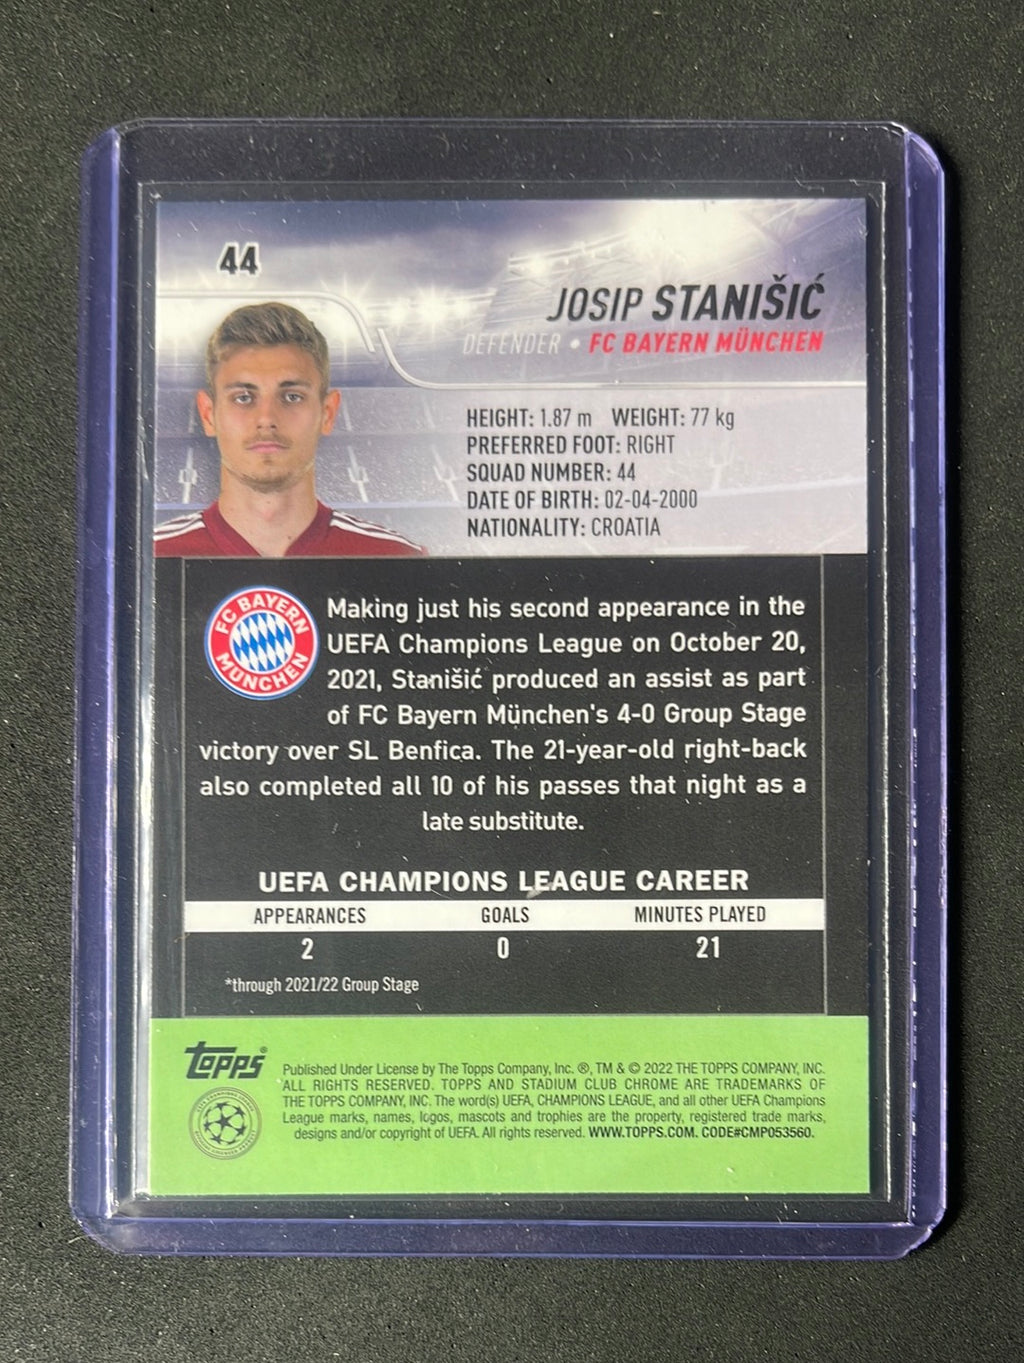 44
JOSIP STANIŠIĆ
DEFENDER • FC BAYERN MÜNCHEN
HEIGHT: 1.87 m WEIGHT: 77 kg
PREFERRED FOOT: RIGHT
SQUAD NUMBER: 44
DATE OF BIRTH: 02-04-2000
NATIONALITY: CROATIA
FC BAYERN
MÜNCHEN
Making just his second appearance in the
UEFA Champions League on October 20,
2021, Stanišić produced an assist as part
of FC Bayern München's 4-0 Group Stage
victory over SL Benfica. The 21-year-old right-back
also completed all 10 of his passes that night as a
late substitute.
UEFA CHAMPIONS LEAGUE CAREER
APPEARANCES GOALS MINUTES PLAYED
2 0 21
*through 2021/22 Group Stage
TOPPS®
Published Under License by The Topps Company, Inc. ®, TM & © 2022 THE TOPPS COMPANY, INC.
ALL RIGHTS RESERVED. TOPPS AND STADIUM CLUB CHROME ARE TRADEMARKS OF
THE TOPPS COMPANY, INC. The word(s) UEFA, CHAMPIONS LEAGUE, and all other UEFA Champions
League marks, names, logos, mascots and trophies are the property, registered trade marks,
designs and/or copyright of UEFA. All rights reserved. WWW.TOPPS.COM. CODE#CMP053560.